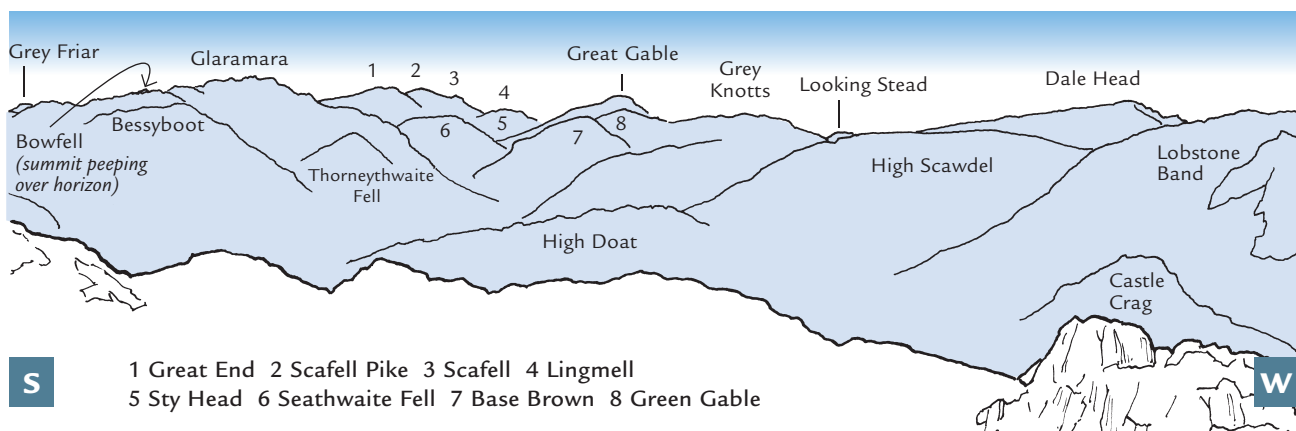 Grey Friar
Glaramara
1
2
3
4
5
6
7
8
Great Gable
Grey
Knotts
Looking Stead
Dale Head
Bessyboot
Bowfell
(summit peeping
over horizon)
Thorneythwaite
Fell
High Scawdel
Lobstone
Band
High Doat
Castle
Crag
S
1 Great End 2 Scafell Pike 3 Scafell 4 Lingmell
5 Sty Head 6 Seathwaite Fell 7 Base Brown 8 Green Gable
W